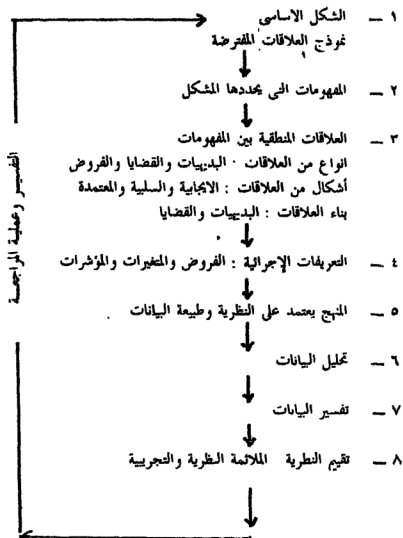 ١ — الشكل الاساسى
نموذج العلاقات المفترضة
٢ — المفهومات التى يحددها المشكل
٣ — العلاقات المنطقية بين المفهومات
انواع من العلاقات · البديهيات والقضايا والفروض
أشكال من العلاقات : الايجابية والسلبية والمعتمدة
بناء العلاقات : البديهيات والقضايا
٤ — التعريفات الإجرائية : الفروض والمتغيرات والمؤشرات
٥ — المنهج يعتمد على النظرية وطبيعة البيانات
٦ — تحليل البيانات
٧ — تفسير البيانات
٨ — تقييم النظرية الملائمة النظرية والتجريبية
التفسير وعملية المراجعة